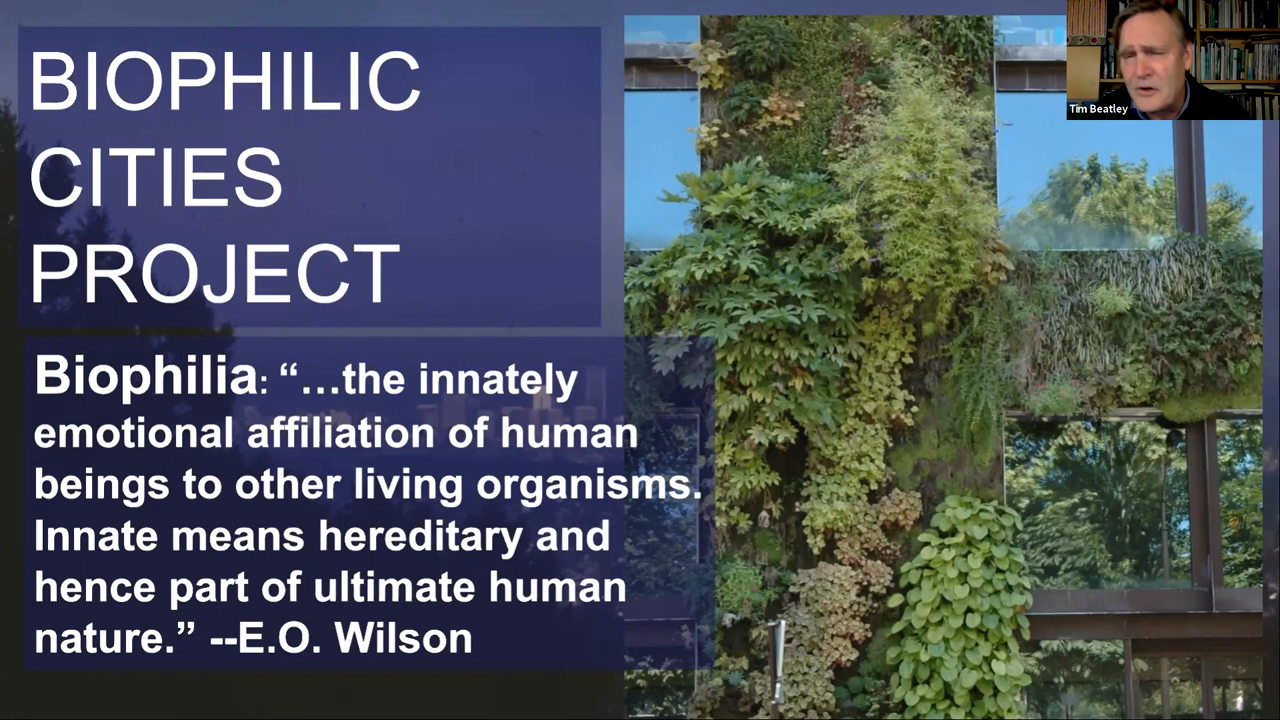 BIOPHILIC
CITIES
PROJECT
Biophilia: “…the innately
emotional affiliation of human
beings to other living organisms.
Innate means hereditary and
hence part of ultimate human
nature.” --E.O. Wilson
Tim Beatley